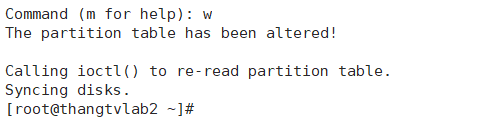 Command (m for help): w
The partition table has been altered!
Calling ioctl() to re-read partition table.
Syncing disks.
[root@thangtvlab2 ~]#